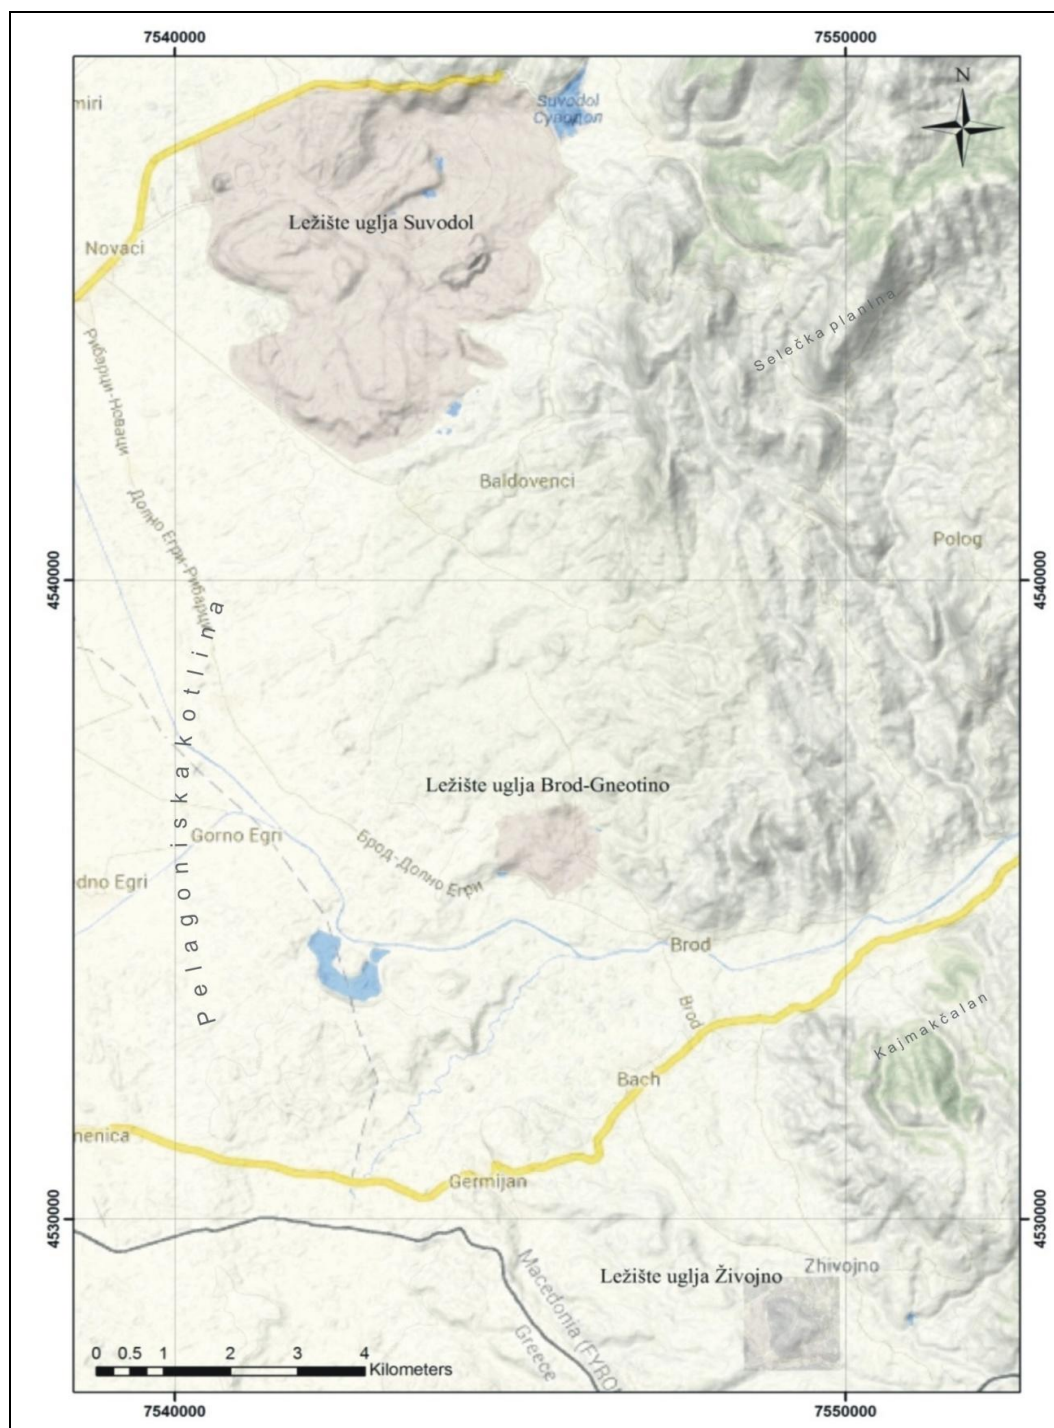 7540000
7550000
miri
Suvodol
Суводол
N
Ležište uglja Suvodol
Novaci
Selečka planina
Рибарци-Новаци
Baldovenci
Долно Егри-Рибарци
Polog
4540000
4540000
Pelagoniska kotlina
Ležište uglja Brod-Gneotino
Gorno Egri
Брод-Долно Егри
dno Egri
Brod
Brod
Kajmakčalan
Bach
nenica
Germijan
4530000
4530000
Zhivojno
Ležište uglja Živojno
Macedonia (FYRO
Greece
0 0.5 1 2 3 4
Kilometers
7540000
7550000